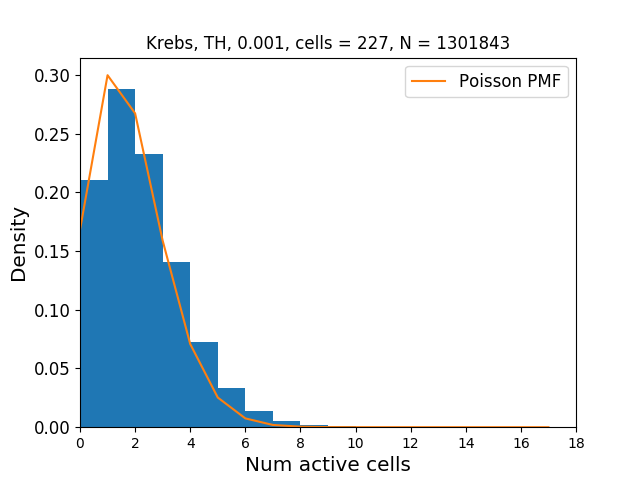 Krebs, TH, 0.001, cells = 227, N = 1301843
Poisson PMF
0.30
0.25
0.20
0.15
0.10
0.05
0.00
Density
0 2 4 6 8 10 12 14 16 18
Num active cells